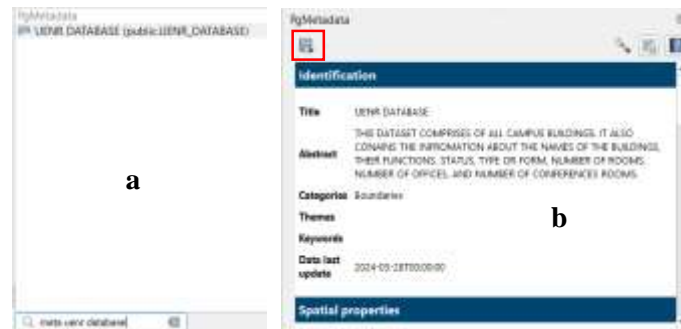 PgMetadata
UENR DATABASE (public.UENR_DATABASE)
a
meta uenr database
PgMetadata
Identification
Title UENR DATABASE
Abstract
THIS DATASET COMPRISES OF ALL CAMPUS BUILDINGS. IT ALSO
CONAINS THE INFROMATION ABOUT THE NAMES OF THE BUILDINGS,
THEIR FUNCTIONS. STATUS, TYPE OR FORM, NUMBER OF ROOMS.
NUMBER OF OFFICES, AND NUMBER OF CONFERENCES ROOMS.
Categories Boundaries
b
Themes
Keywords
Data last
update
2024-05-28T00:00:00
Spatial properties